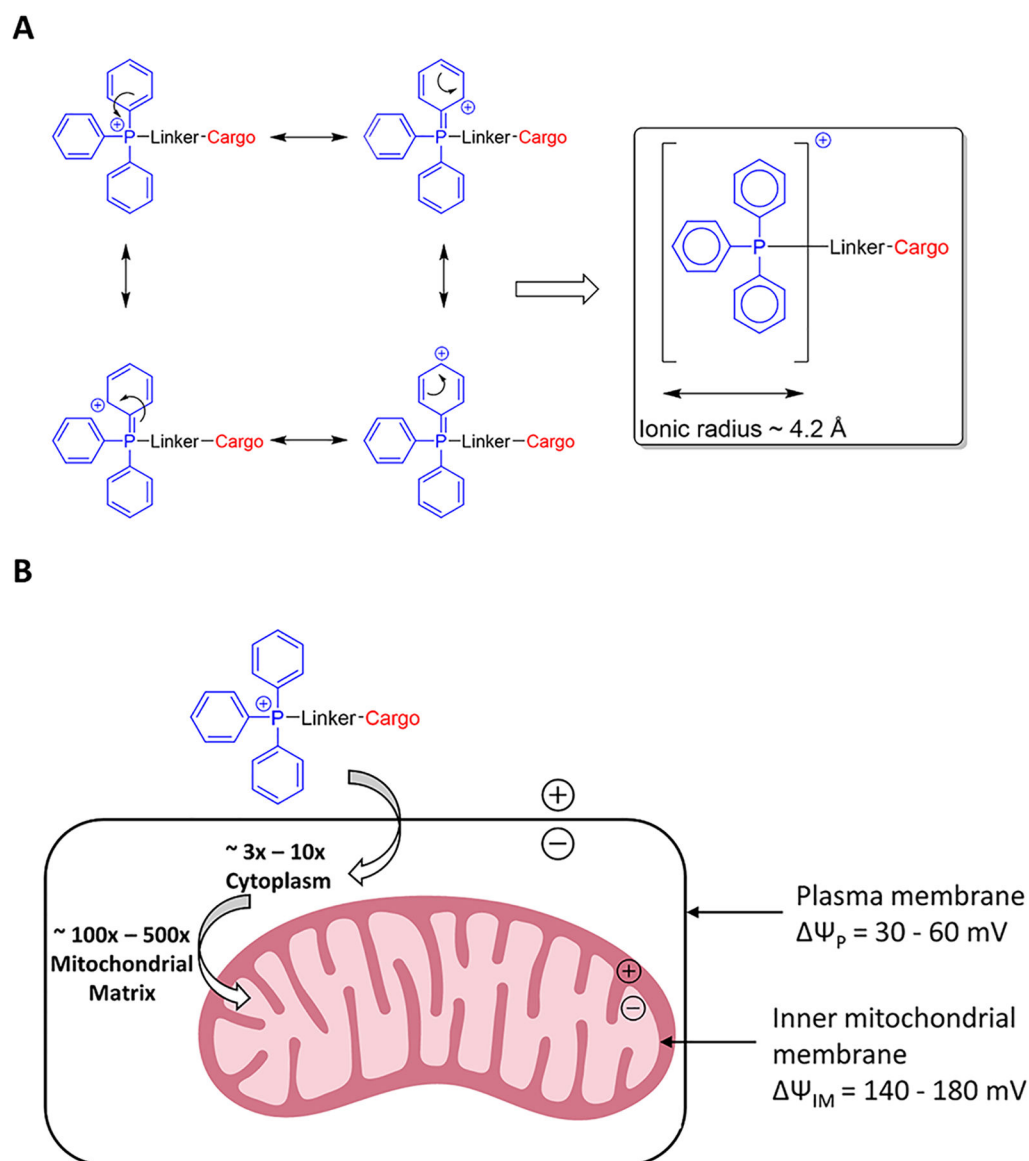 A
⊕
P–Linker-Cargo
⊕
P–Linker-Cargo
⊕
P–Linker–Cargo
⊕
P–Linker–Cargo
⊕
P
Linker-Cargo
Ionic radius ~ 4.2 Å
B
⊕
P–Linker-Cargo
+
−
~ 3x – 10x
Cytoplasm
~ 100x – 500x
Mitochondrial
Matrix
+
−
Plasma membrane
ΔΨP = 30 - 60 mV
Inner mitochondrial
membrane
ΔΨIM = 140 - 180 mV